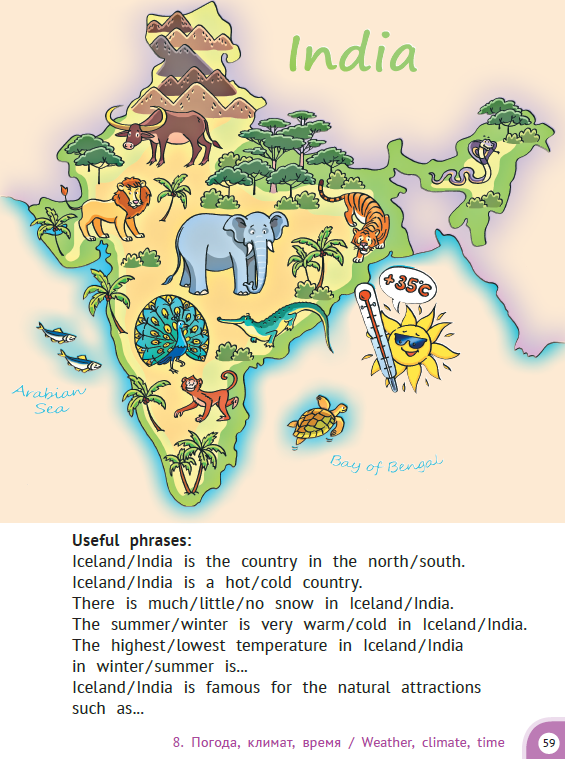 India
+35C
Arabian
Sea
Bay of Bengal
Useful phrases:
Iceland/India is the country in the north/south.
Iceland/India is a hot/cold country.
There is much/little/no snow in Iceland/India.
The summer/winter is very warm/cold in Iceland/India.
The highest/lowest temperature in Iceland/India
in winter/summer is...
Iceland/India is famous for the natural attractions
such as...
8. Погода, климат, время / Weather, climate, time
59